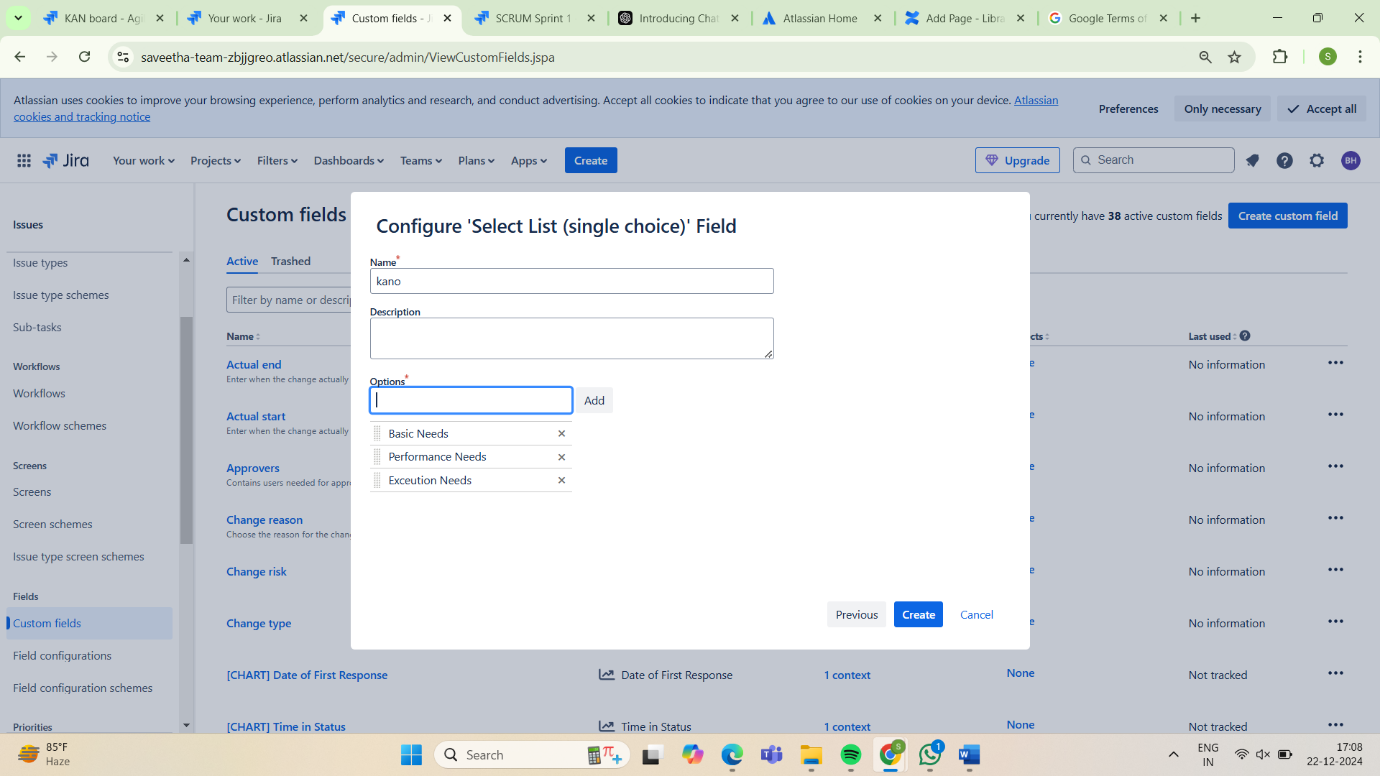 KAN board - Agi
Your work - Jira
Custom fields - J
SCRUM Sprint 1
Introducing Chat
Atlassian Home
Add Page - Libra
Google Terms of
saveetha-team-zbjjgreo.atlassian.net/secure/admin/ViewCustomFields.jspa
S
Atlassian uses cookies to improve your browsing experience, perform analytics and research, and conduct advertising. Accept all cookies to indicate that you agree to our use of cookies on your device. Atlassian
cookies and tracking notice
Preferences
Only necessary
Accept all
Jira
Your work
Projects
Filters
Dashboards
Teams
Plans
Apps
Create
Upgrade
Search
BH
Issues
Issue types
Issue type schemes
Sub-tasks
Workflows
Workflows
Workflow schemes
Screens
Screens
Screen schemes
Issue type screen schemes
Fields
Custom fields
Field configurations
Field configuration schemes
Priorities
Custom fields
currently have 38 active custom fields
Create custom field
Active
Trashed
Filter by name or descrip
Name
cts
Last used
Actual end
Enter when the change actually
No information
Actual start
Enter when the change actually
No information
Approvers
Contains users needed for appr
No information
Change reason
Choose the reason for the chan
No information
Change risk
No information
Change type
No information
[CHART] Date of First Response
Date of First Response
1 context
None
Not tracked
[CHART] Time in Status
Time in Status
1 context
None
Not tracked
Configure 'Select List (single choice)' Field
Name*
kano
Description
Options*
Add
Basic Needs
Performance Needs
Exceution Needs
Previous
Create
Cancel
85°F
Haze
Search
S
1
ENG
IN
17:08
22-12-2024